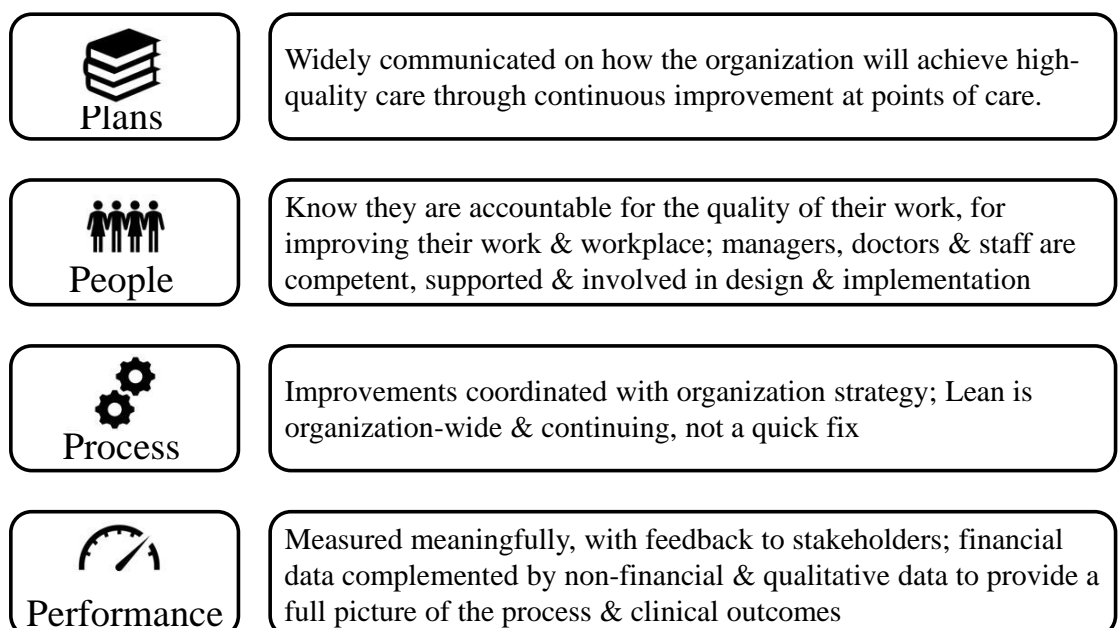 Plans
Widely communicated on how the organization will achieve high-
quality care through continuous improvement at points of care.
People
Know they are accountable for the quality of their work, for
improving their work & workplace; managers, doctors & staff are
competent, supported & involved in design & implementation
Process
Improvements coordinated with organization strategy; Lean is
organization-wide & continuing, not a quick fix
Performance
Measured meaningfully, with feedback to stakeholders; financial
data complemented by non-financial & qualitative data to provide a
full picture of the process & clinical outcomes